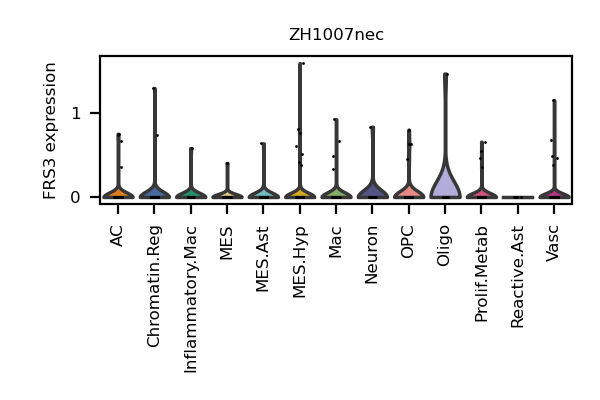 ZH1007nec
FRS3 expression
1
0
AC
Chromatin.Reg
Inflammatory.Mac
MES
MES.Ast
MES.Hyp
Mac
Neuron
OPC
Oligo
Prolif.Metab
Reactive.Ast
Vasc